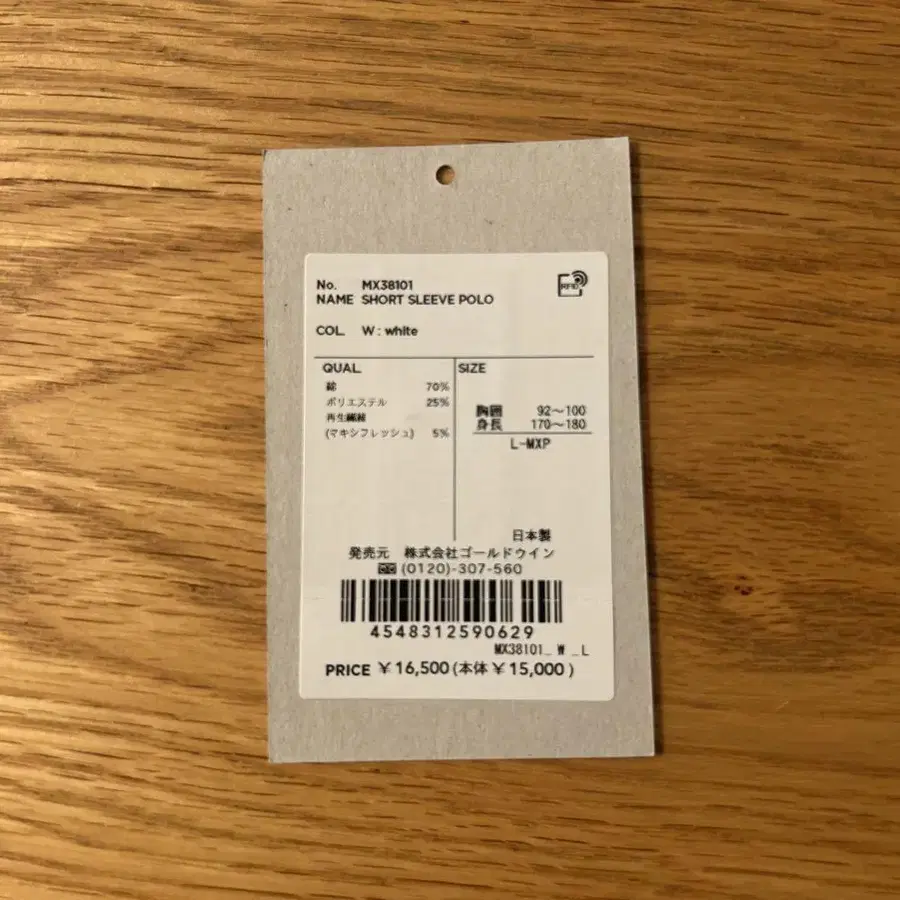 No. MX38101
RFID
NAME SHORT SLEEVE POLO
COL. W : white
QUAL.
綿 70%
ポリエステル 25%
再生繊維
(マキシフレッシュ) 5%
SIZE
胸囲 92～100
身長 170～180
L-MXP
日本製
発売元 株式会社ゴールドウイン
(0120)-307-560
4548312590629
MX38101_ W _L
PRICE ￥16,500(本体￥15,000)